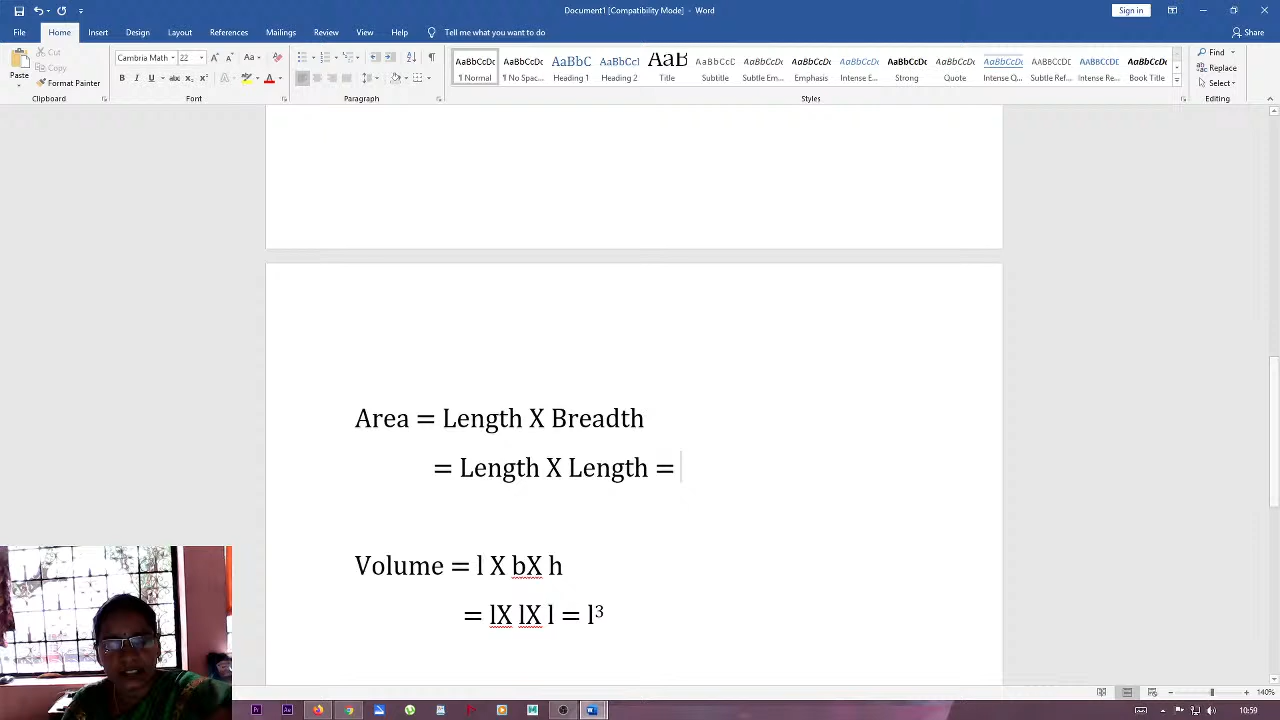 Document1 [Compatibility Mode] - Word
Sign in
File Home Insert Design Layout References Mailings Review View Help Tell me what you want to do
Share
Paste
Cut
Copy
Format Painter
Clipboard
Cambria Math 22
Font
Paragraph
AaBbCcDc AaBbCcDc AaBbC AaBbCcI AaB AaBbCcD AaBbCcDc AaBbCcDc AaBbCcDc AaBbCcDc AaBbCcDc AaBbCcDc AaBbCcDc AaBbCcDc AaBbCcDc
¶ Normal ¶ No Spac... Heading 1 Heading 2 Title Subtitle Subtle Em... Emphasis Intense E... Strong Quote Intense Q... Subtle Ref... Intense Re... Book Title
Styles
Find
Replace
Select
Editing
Area = Length X Breadth
= Length X Length =
Volume = l X bX h
= lX lX l = l³
140%
10:59